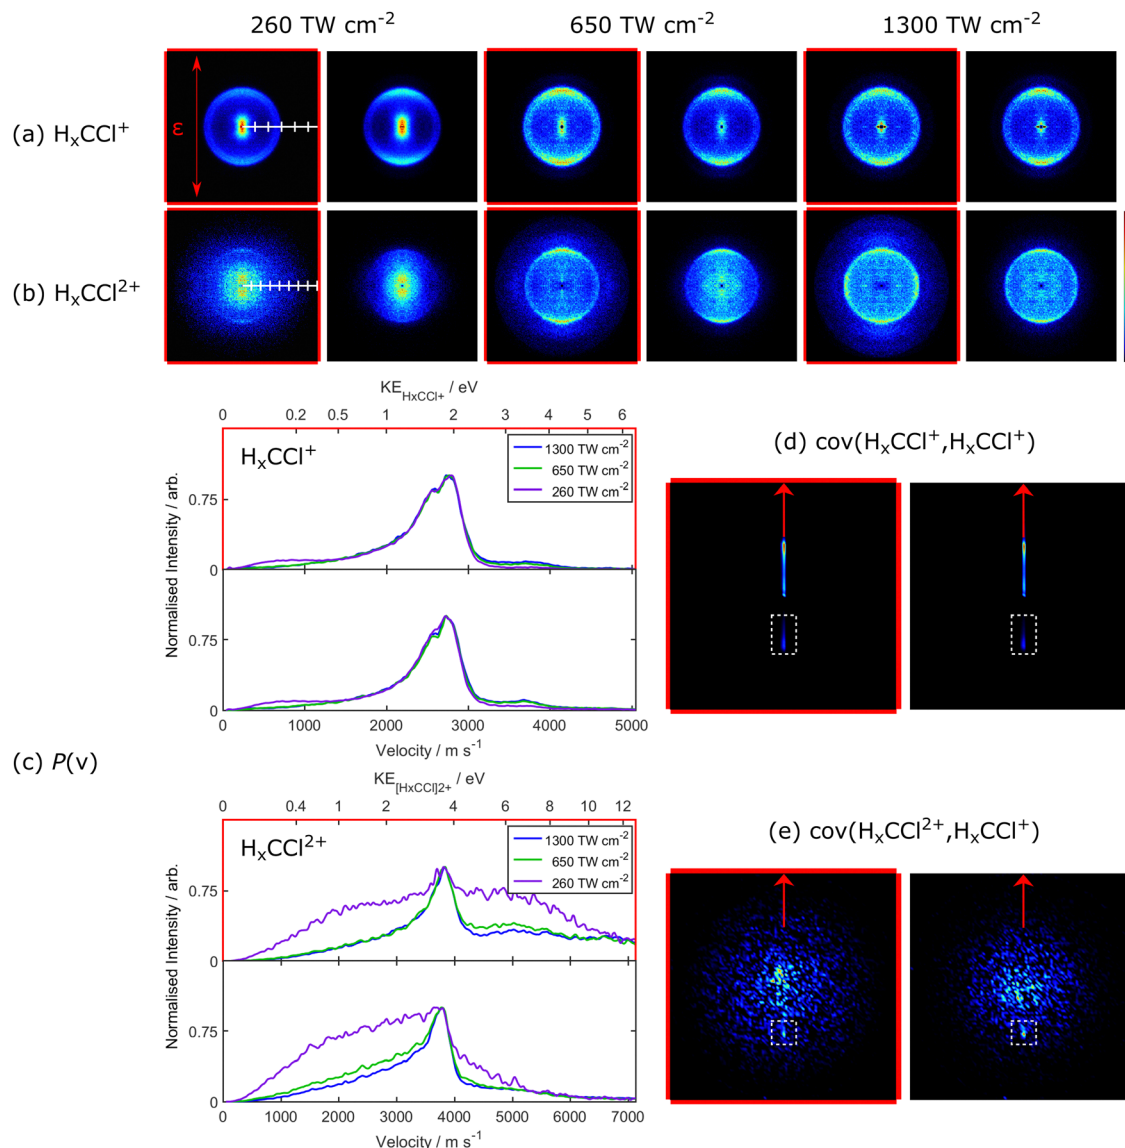 260 TW cm⁻² 650 TW cm⁻² 1300 TW cm⁻²
(a) HₓCCl⁺
ε
(b) HₓCCl²⁺
KE_HxCCl+ / eV
0 0.2 0.5 1 2 3 4 5 6
HₓCCl⁺
1300 TW cm⁻²
650 TW cm⁻²
260 TW cm⁻²
0.75
0
0.75
0
Normalised Intensity / arb.
0 1000 2000 3000 4000 5000
Velocity / m s⁻¹
(d) cov(HₓCCl⁺,HₓCCl⁺)
(c) P(v)
KE_[HxCCl]2+ / eV
0 0.4 1 2 4 6 8 10 12
HₓCCl²⁺
1300 TW cm⁻²
650 TW cm⁻²
260 TW cm⁻²
0.75
0
0.75
0
Normalised Intensity / arb.
0 1000 2000 3000 4000 5000 6000 7000
Velocity / m s⁻¹
(e) cov(HₓCCl²⁺,HₓCCl⁺)